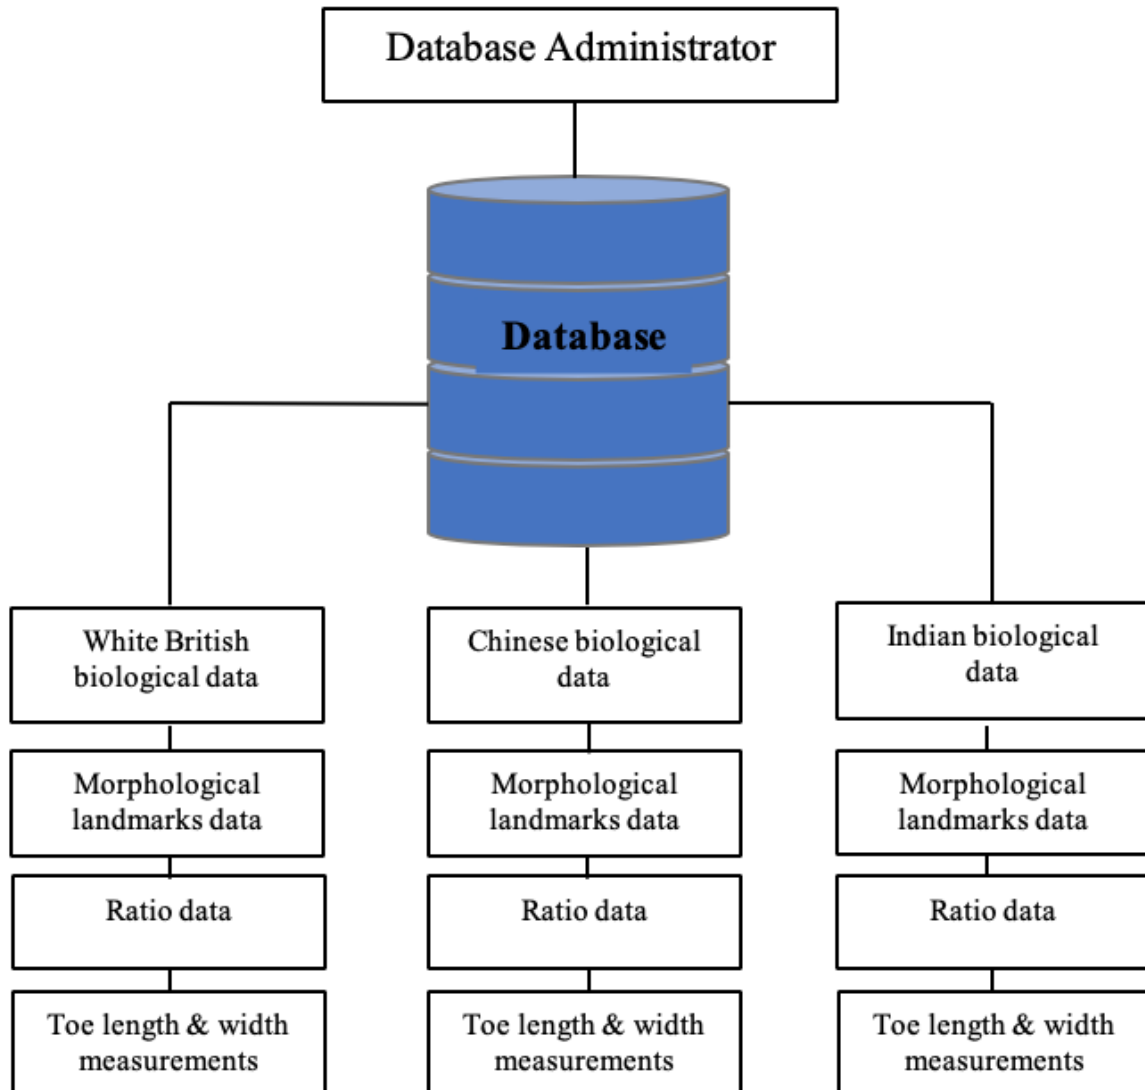 Database Administrator
Database
White British
biological data
Chinese biological
data
Indian biological
data
Morphological
landmarks data
Morphological
landmarks data
Morphological
landmarks data
Ratio data
Ratio data
Ratio data
Toe length & width
measurements
Toe length & width
measurements
Toe length & width
measurements